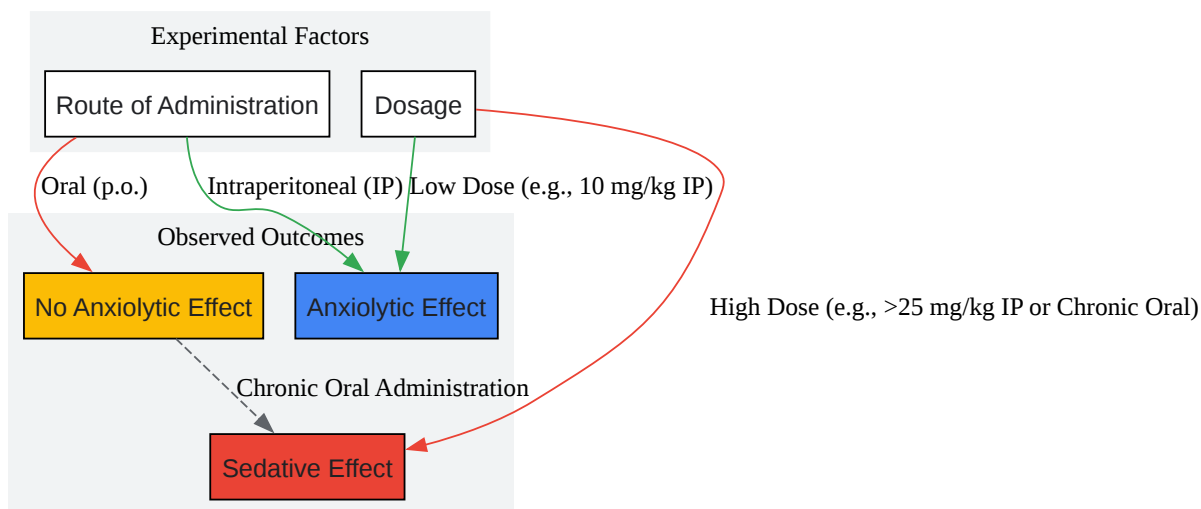 Experimental Factors
Route of Administration
Dosage
Oral (p.o.)
Intraperitoneal (IP)
Low Dose (e.g., 10 mg/kg IP)
Observed Outcomes
No Anxiolytic Effect
Anxiolytic Effect
High Dose (e.g., >25 mg/kg IP or Chronic Oral)
Chronic Oral Administration
Sedative Effect